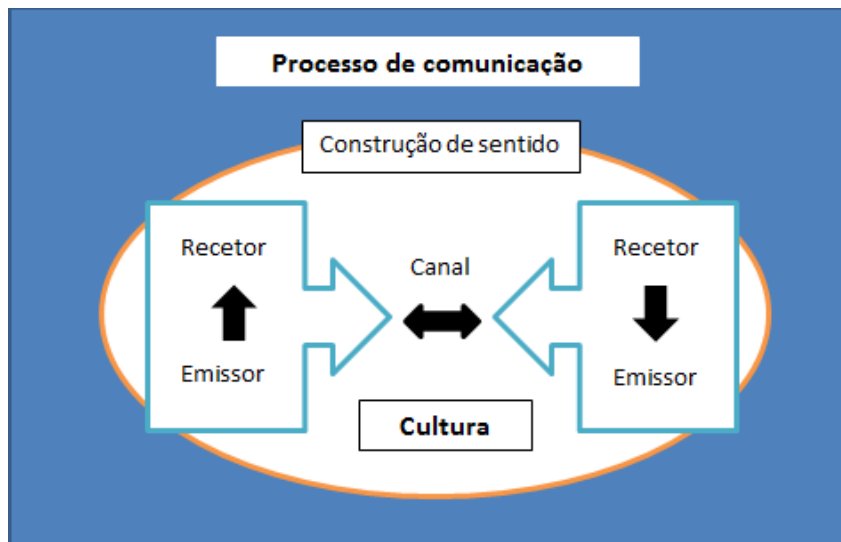 Processo de comunicação
Construção de sentido
Recetor
Emissor
Canal
Recetor
Emissor
Cultura